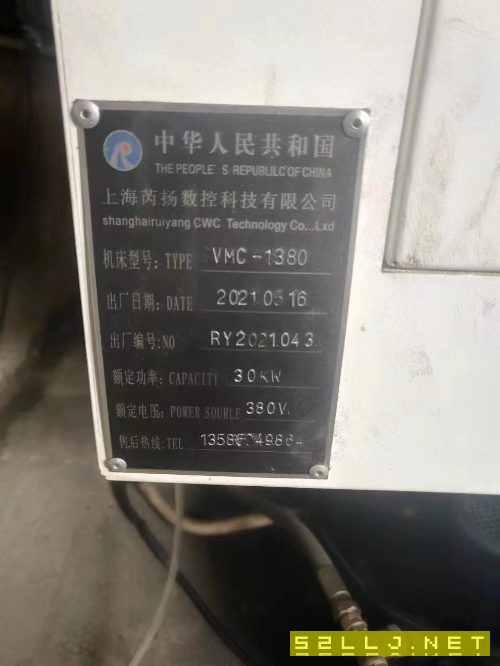 中华人民共和国
THE PEOPLE' S REPUBLILC OF CHINA
上海芮扬数控科技有限公司
shanghairuiyang CWC Technology Co...Lxd
机床型号: TYPE VMC-1380
出厂日期: DATE 2021.05.16
出厂编号:NO RY2021.043
额定功率: CAPACITY 30KW
额定电压: POWER SOURLE 380V.
售后热线:TEL
52LLJ.NET